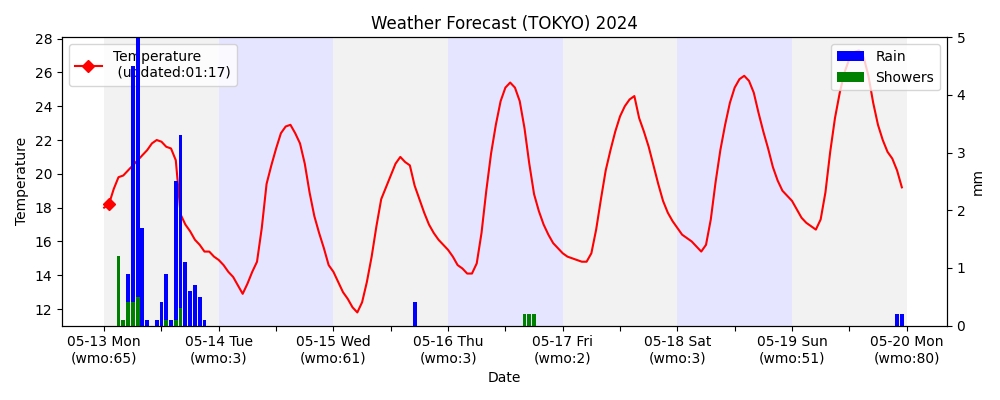 Weather Forecast (TOKYO) 2024
Temperature
(updated:01:17)
Rain
Showers
28
26
24
22
20
18
16
14
12
Temperature
5
4
3
2
1
0
mm
05-13 Mon
(wmo:65)
05-14 Tue
(wmo:3)
05-15 Wed
(wmo:61)
05-16 Thu
(wmo:3)
05-17 Fri
(wmo:2)
05-18 Sat
(wmo:3)
05-19 Sun
(wmo:51)
05-20 Mon
(wmo:80)
Date